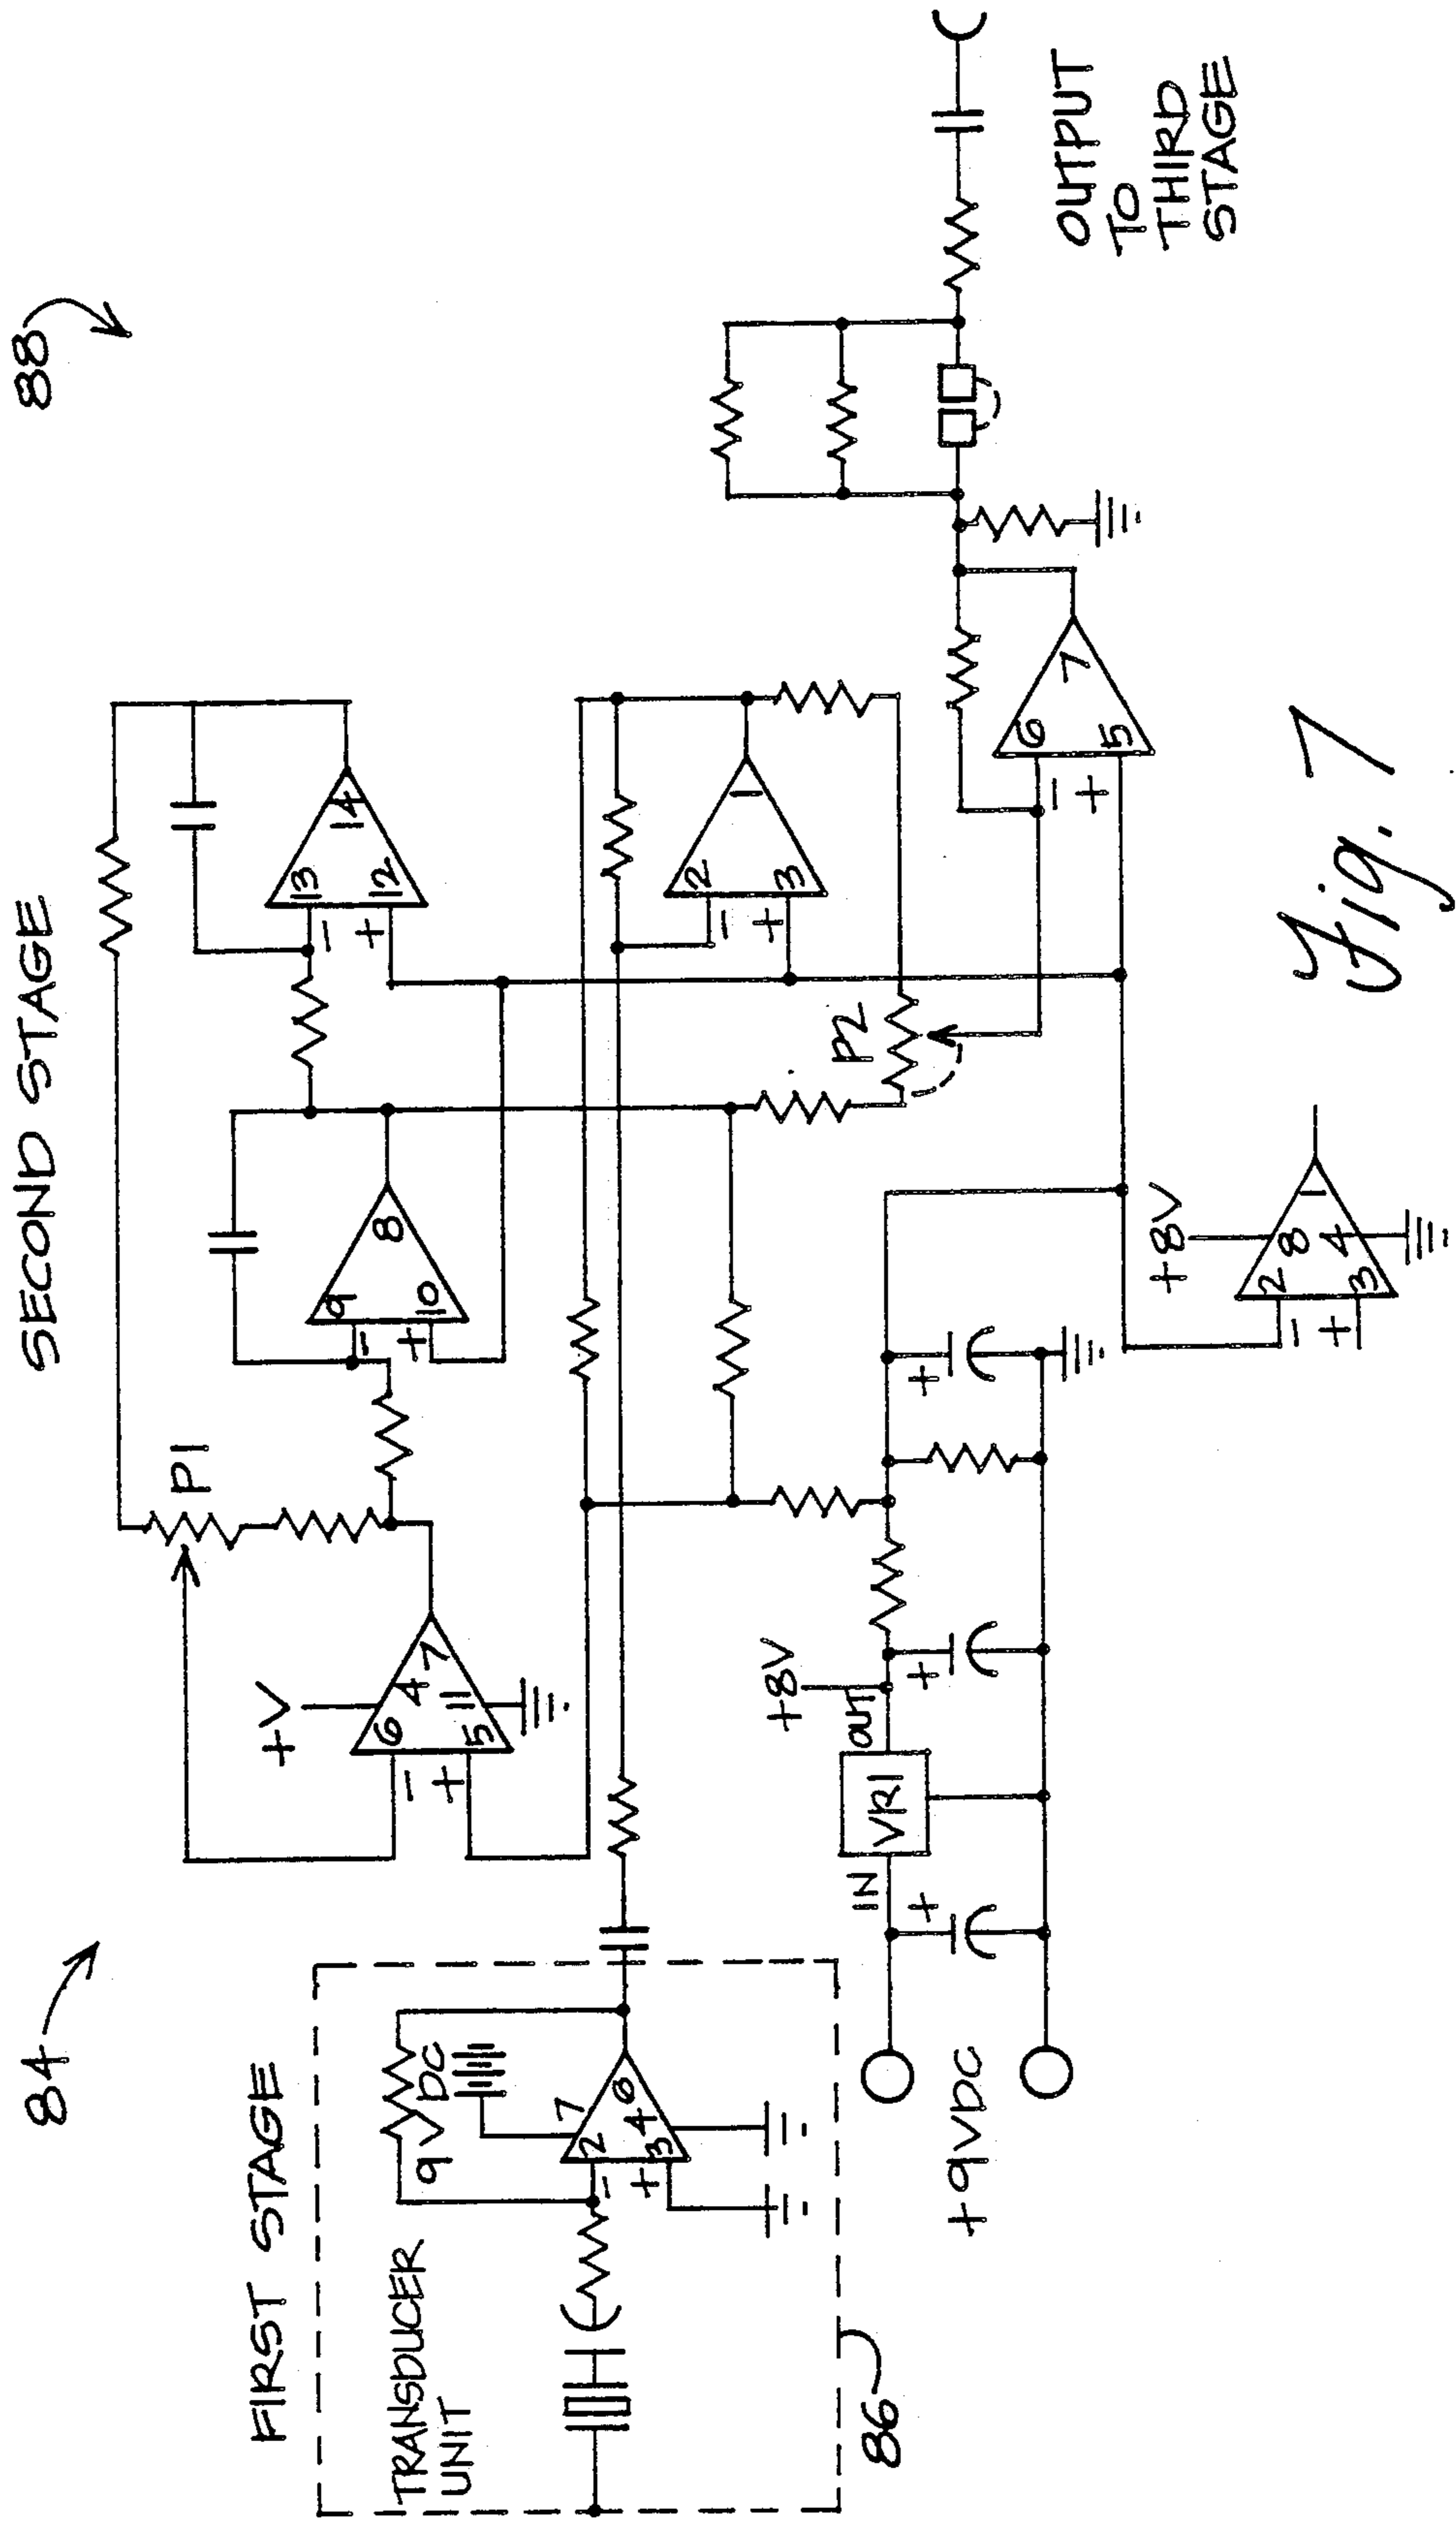 84
88
FIRST STAGE
SECOND STAGE
TRANSDUCER
UNIT
9V DC
7
2
6
4
3
-
+
86
+V
6
4
7
11
5
-
+
P1
9
8
10
-
+
13
14
12
-
+
2
1
3
-
+
P2
6
7
5
-
+
OUTPUT
TO
THIRD
STAGE
+9VDC
IN
+
VR1
OUT
+8V
+
+
+8V
2
8
1
4
3
-
+
Fig. 7